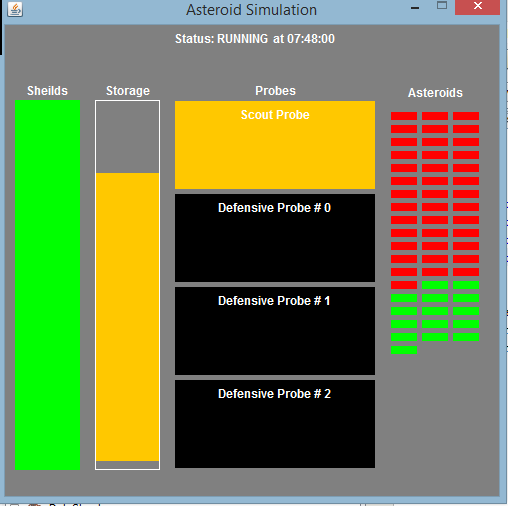 Asteroid Simulation
Status: RUNNING at 07:48:00
Sheilds
Storage
Probes
Asteroids
Scout Probe
Defensive Probe # 0
Defensive Probe # 1
Defensive Probe # 2